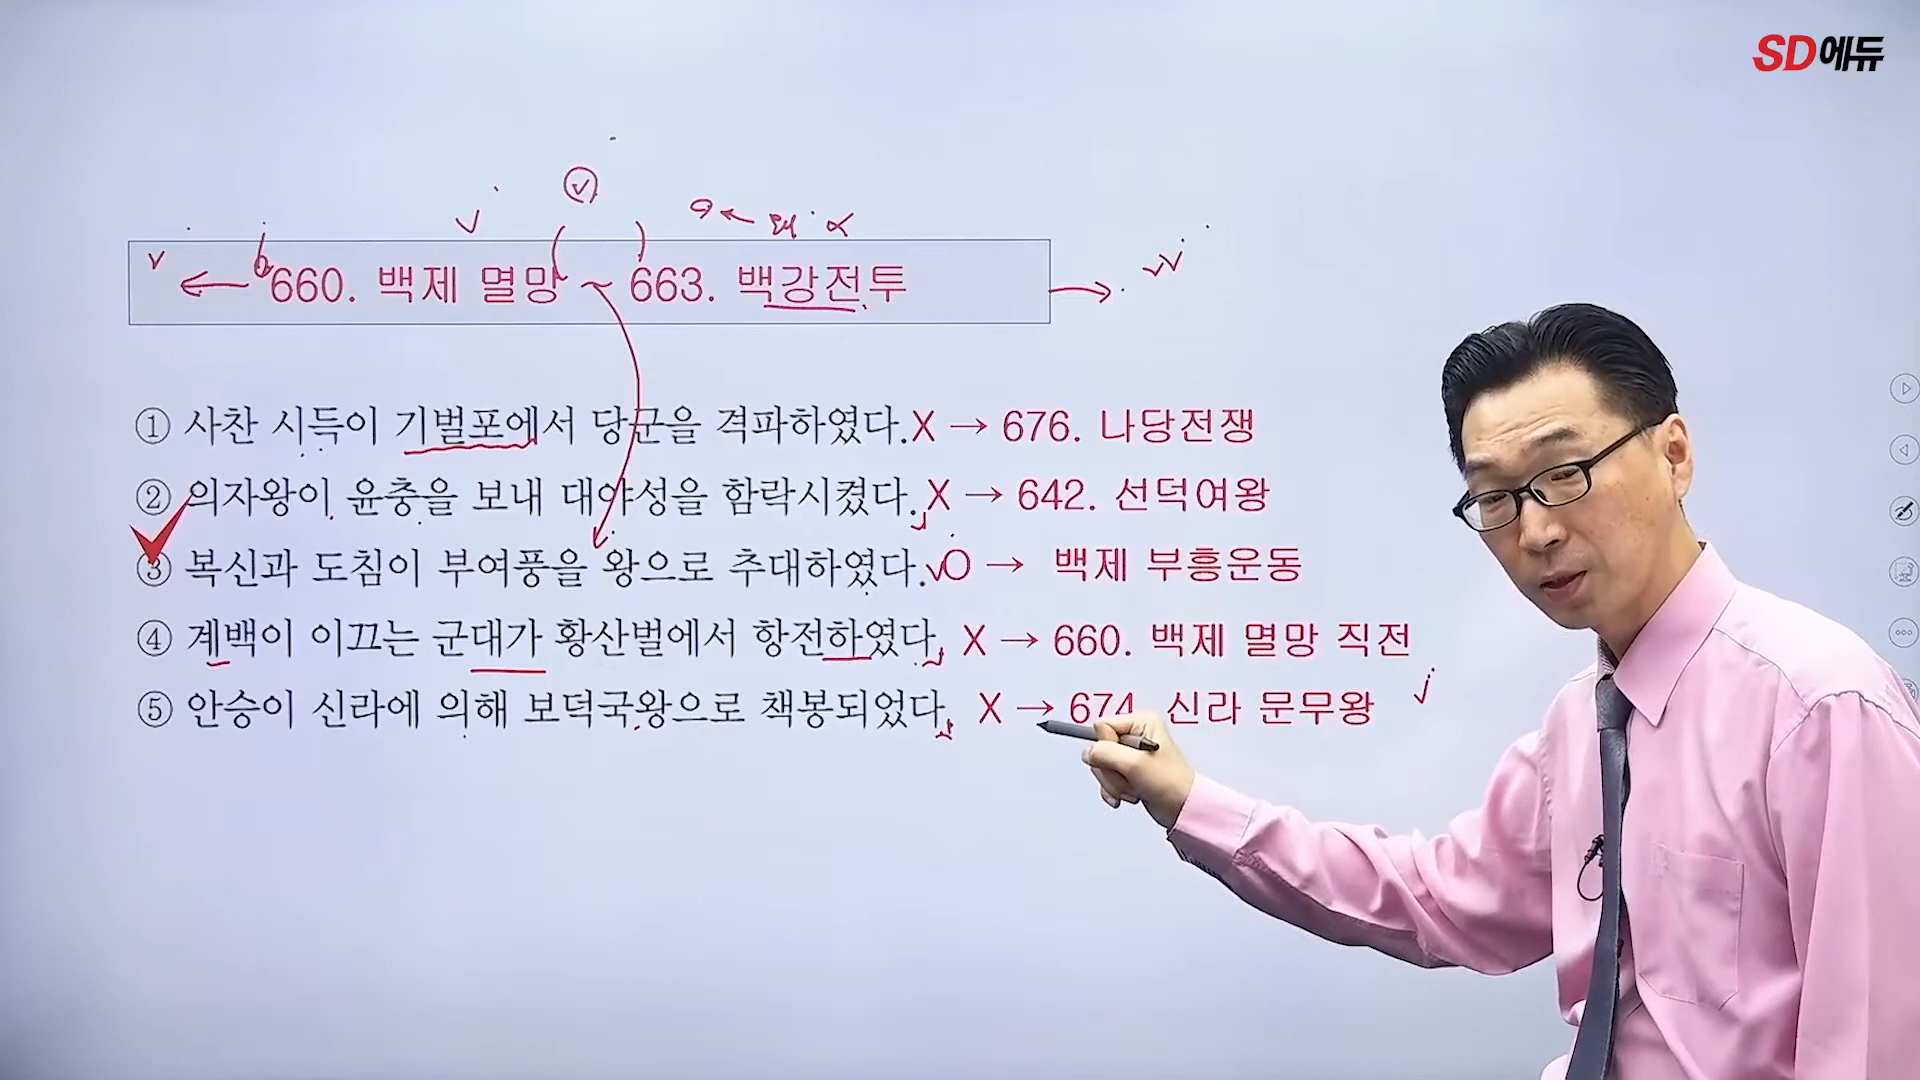 SD에듀
660. 백제 멸망 ~ 663. 백강전투
① 사찬 시득이 기벌포에서 당군을 격파하였다.X → 676. 나당전쟁
② 의자왕이 윤충을 보내 대야성을 함락시켰다. X → 642. 선덕여왕
③ 복신과 도침이 부여풍을 왕으로 추대하였다. O → 백제 부흥운동
④ 계백이 이끄는 군대가 황산벌에서 항전하였다. X → 660. 백제 멸망 직전
⑤ 안승이 신라에 의해 보덕국왕으로 책봉되었다. X → 674. 신라 문무왕